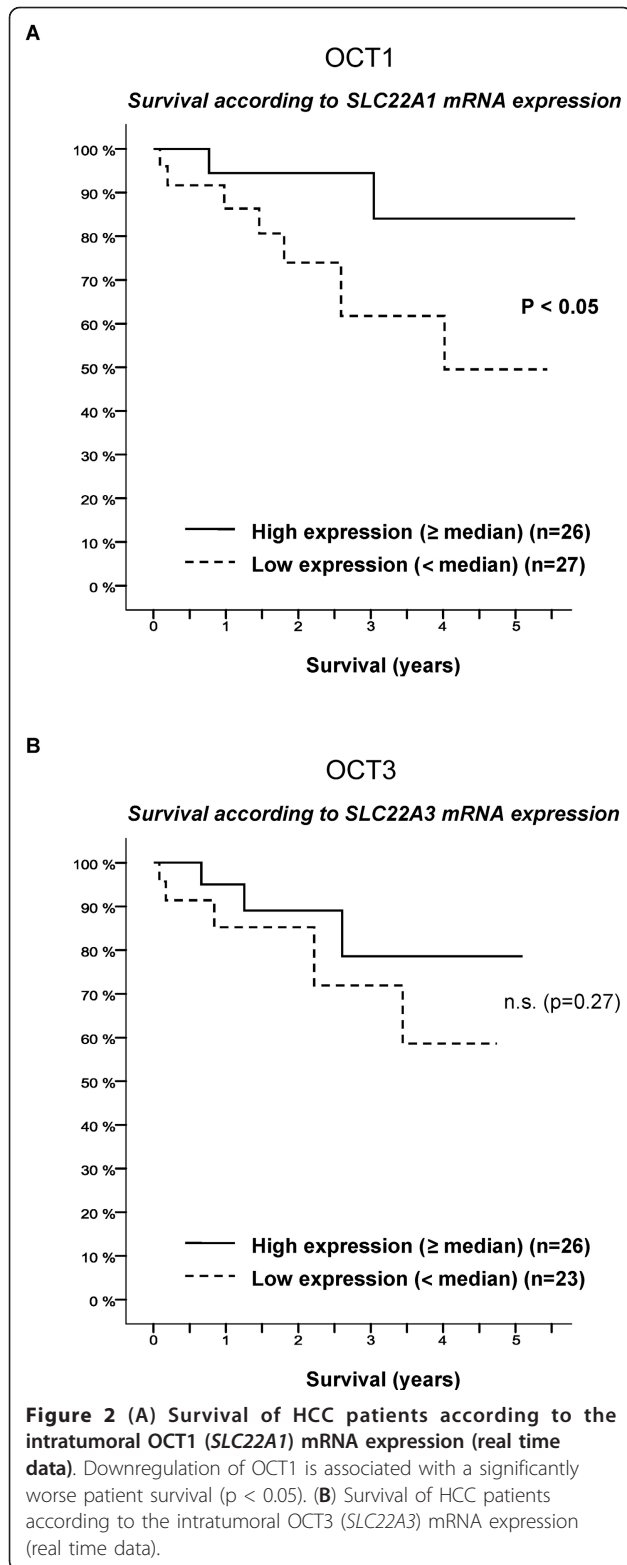 A
OCT1
Survival according to SLC22A1 mRNA expression
100 %
90 %
80 %
70 %
60 %
50 %
40 %
30 %
20 %
10 %
0 %
P < 0.05
High expression (≥ median) (n=26)
Low expression (< median) (n=27)
0 1 2 3 4 5
Survival (years)
B
OCT3
Survival according to SLC22A3 mRNA expression
100 %
90 %
80 %
70 %
60 %
50 %
40 %
30 %
20 %
10 %
0 %
n.s. (p=0.27)
High expression (≥ median) (n=26)
Low expression (< median) (n=23)
0 1 2 3 4 5
Survival (years)
Figure 2 (A) Survival of HCC patients according to the
intratumoral OCT1 (SLC22A1) mRNA expression (real time
data). Downregulation of OCT1 is associated with a significantly
worse patient survival (p < 0.05). (B) Survival of HCC patients
according to the intratumoral OCT3 (SLC22A3) mRNA expression
(real time data).